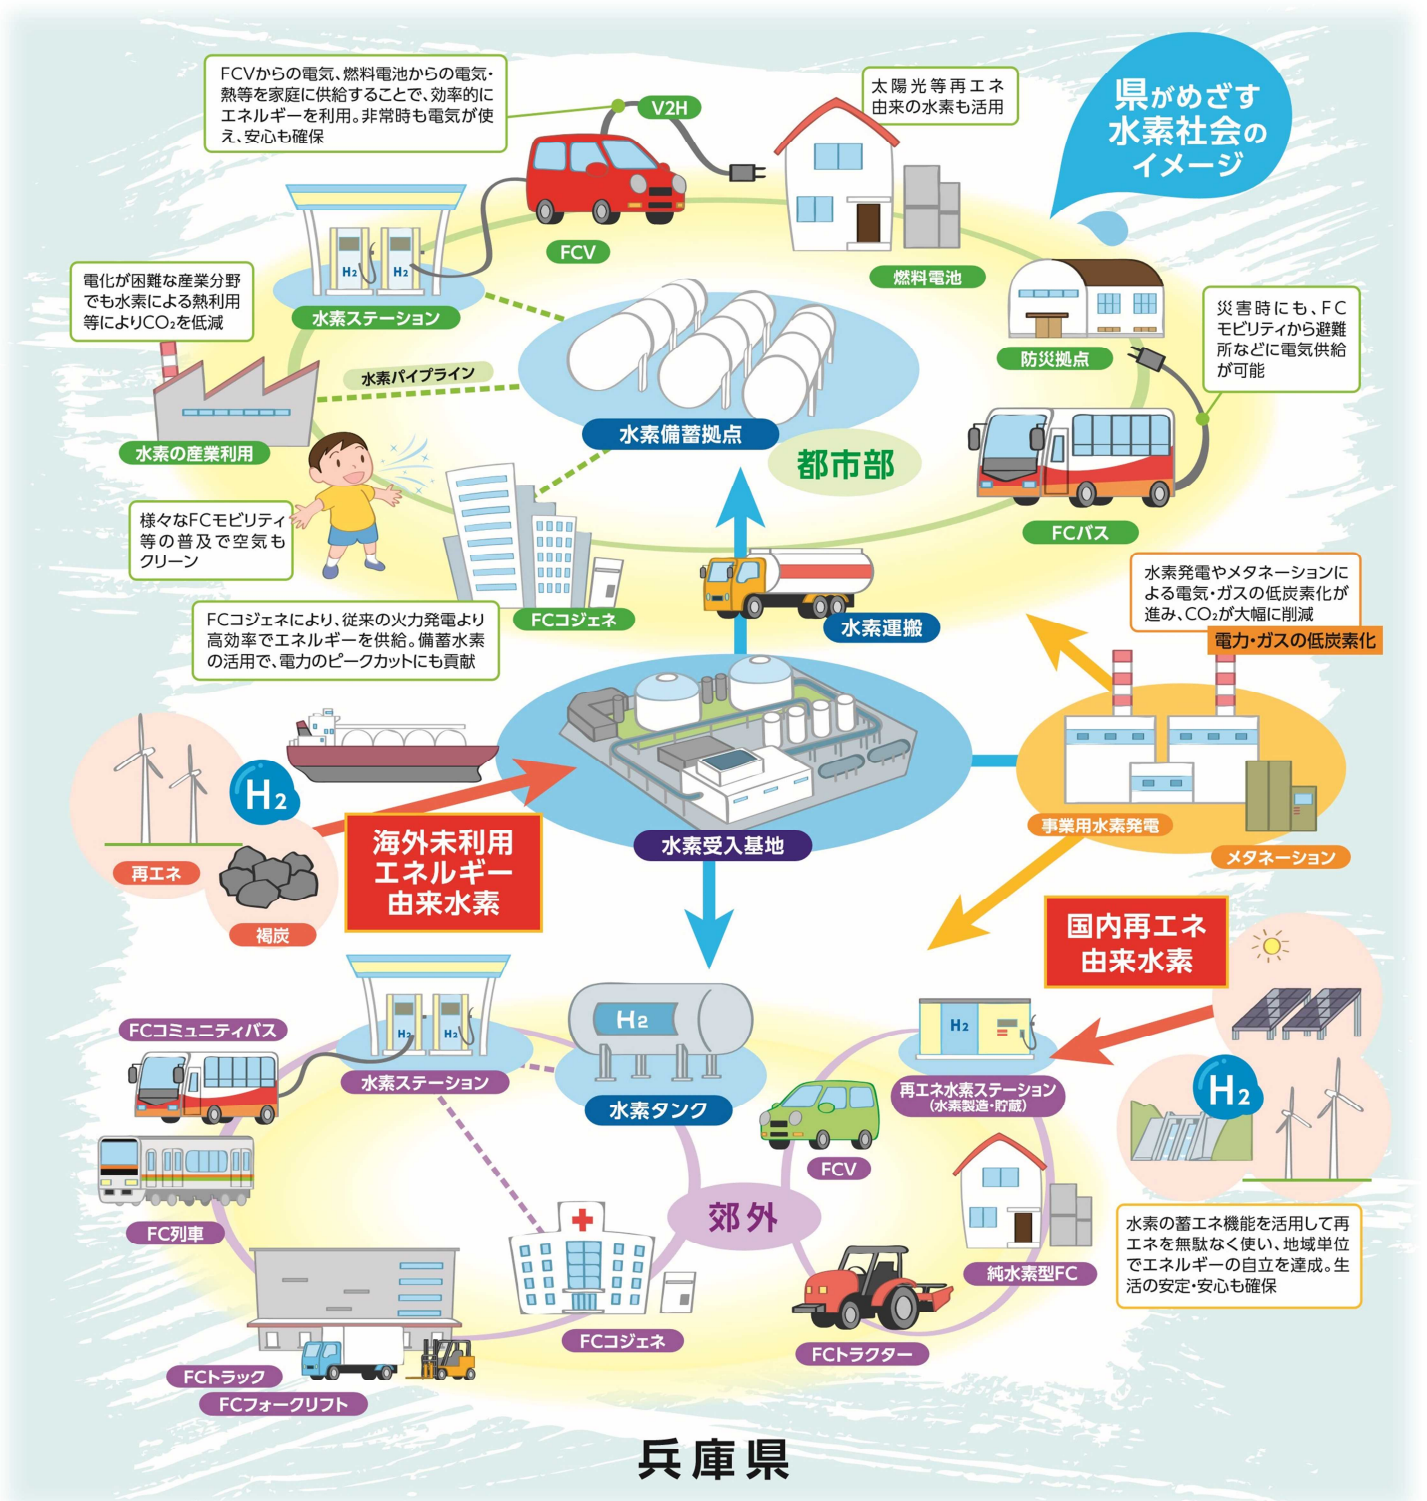 FCVからの電気、燃料電池からの電気・
熱等を家庭に供給することで、効率的に
エネルギーを利用。非常時も電気が使
え、安心も確保
V2H
太陽光等再エネ
由来の水素も活用
県がめざす
水素社会の
イメージ
H₂
H₂
FCV
燃料電池
水素ステーション
電化が困難な産業分野
でも水素による熱利用
等によりCO₂を低減
災害時にも、FC
モビリティから避難
所などに電気供給
が可能
防災拠点
水素パイプライン
水素備蓄拠点
水素の産業利用
都市部
様々なFCモビリティ
等の普及で空気も
クリーン
FCバス
水素発電やメタネーションに
よる電気・ガスの低炭素化が
進み、CO₂が大幅に削減
電力・ガスの低炭素化
FCコジェネ
FCコジェネにより、従来の火力発電より
高効率でエネルギーを供給。備蓄水素
の活用で、電力のピークカットにも貢献
水素運搬
H₂
再エネ
褐炭
海外未利用
エネルギー
由来水素
水素受入基地
事業用水素発電
メタネーション
国内再エネ
由来水素
FCコミュニティバス
H₂
H₂
水素ステーション
H₂
水素タンク
H₂
再エネ水素ステーション
(水素製造・貯蔵)
H₂
FCV
FC列車
郊外
純水素型FC
水素の蓄エネ機能を活用して再
エネを無駄なく使い、地域単位
でエネルギーの自立を達成。生
活の安定・安心も確保
FCコジェネ
FCトラクター
FCトラック
FCフォークリフト
兵庫県